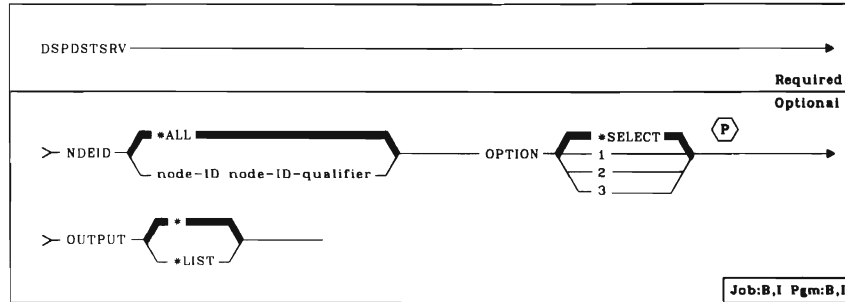 DSPDSTSRV
Required
Optional
NDEID *ALL OPTION *SELECT P
node-ID node-ID-qualifier 1
2
3
OUTPUT *
*LIST
Job:B,I Pgm:B,I